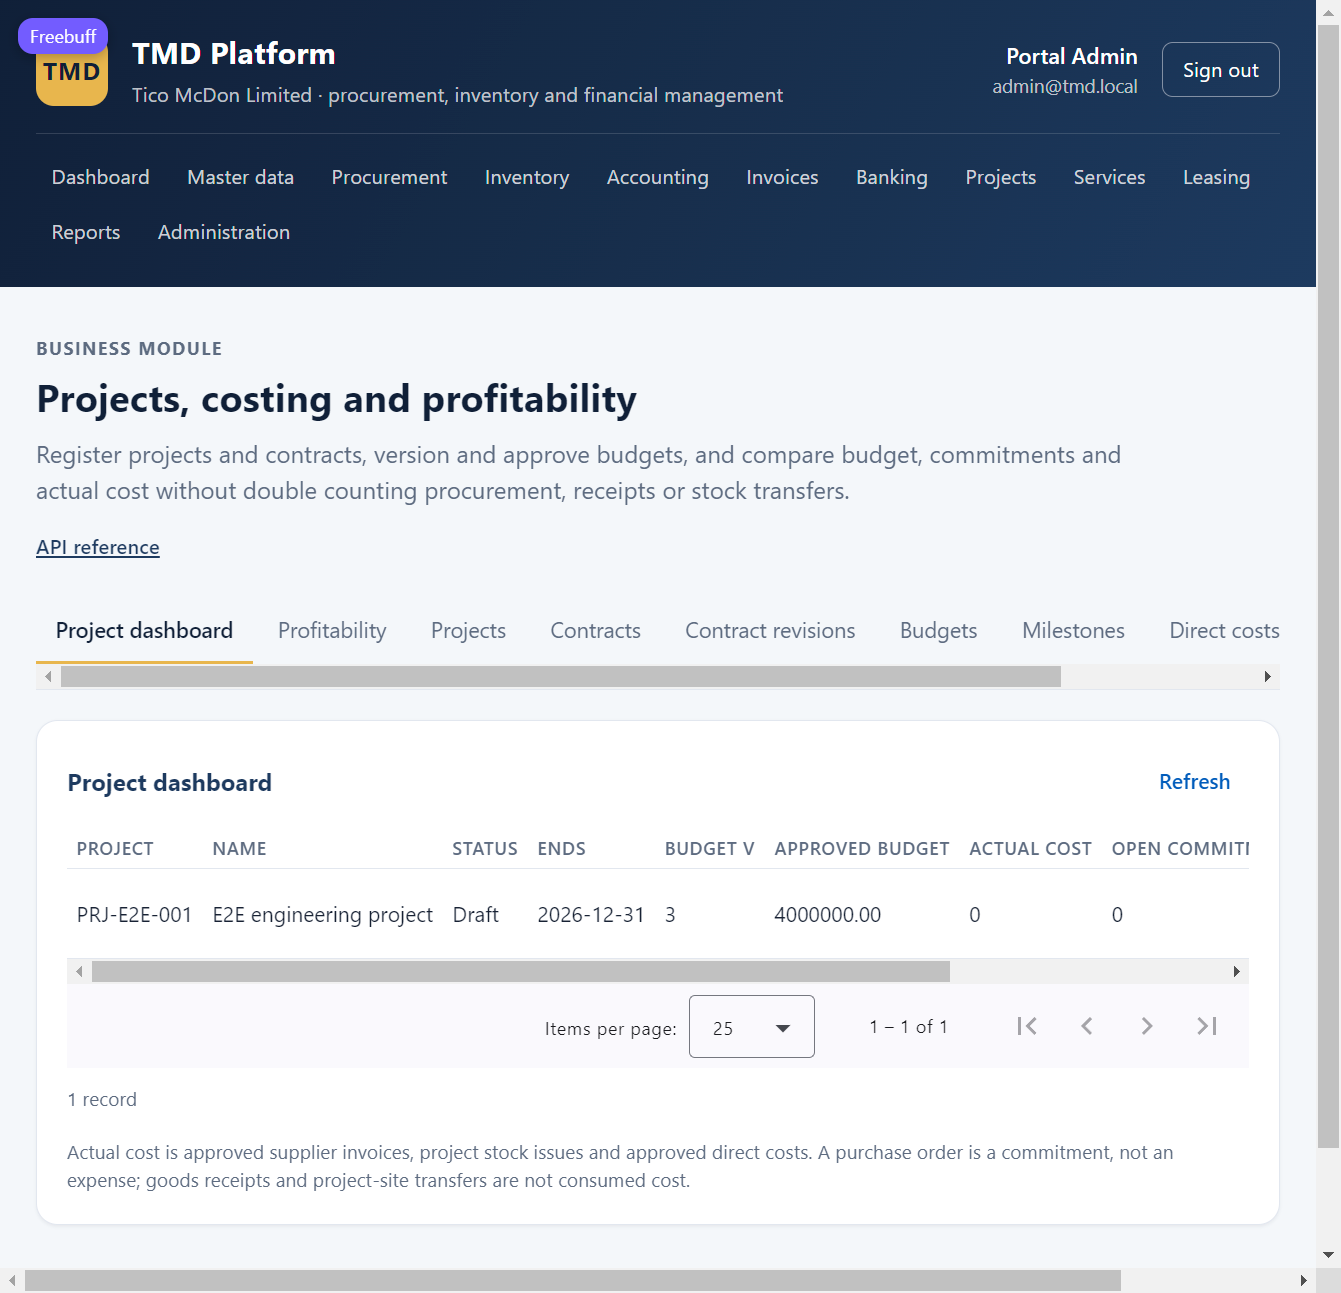 Freebuff
TMD
TMD Platform
Tico McDon Limited · procurement, inventory and financial management
Portal Admin
admin@tmd.local
Sign out
Dashboard Master data Procurement Inventory Accounting Invoices Banking Projects Services Leasing
Reports Administration
BUSINESS MODULE
Projects, costing and profitability
Register projects and contracts, version and approve budgets, and compare budget, commitments and
actual cost without double counting procurement, receipts or stock transfers.
API reference
Project dashboard Profitability Projects Contracts Contract revisions Budgets Milestones Direct costs
Project dashboard
Refresh
PROJECT NAME STATUS ENDS BUDGET V APPROVED BUDGET ACTUAL COST OPEN
PRJ-E2E-001 E2E engineering project Draft 2026-12-31 3 4000000.00 0 0
Items per page: 25 1 – 1 of 1
1 record
Actual cost is approved supplier invoices, project stock issues and approved direct costs. A purchase order is a commitment, not an
expense; goods receipts and project-site transfers are not consumed cost.